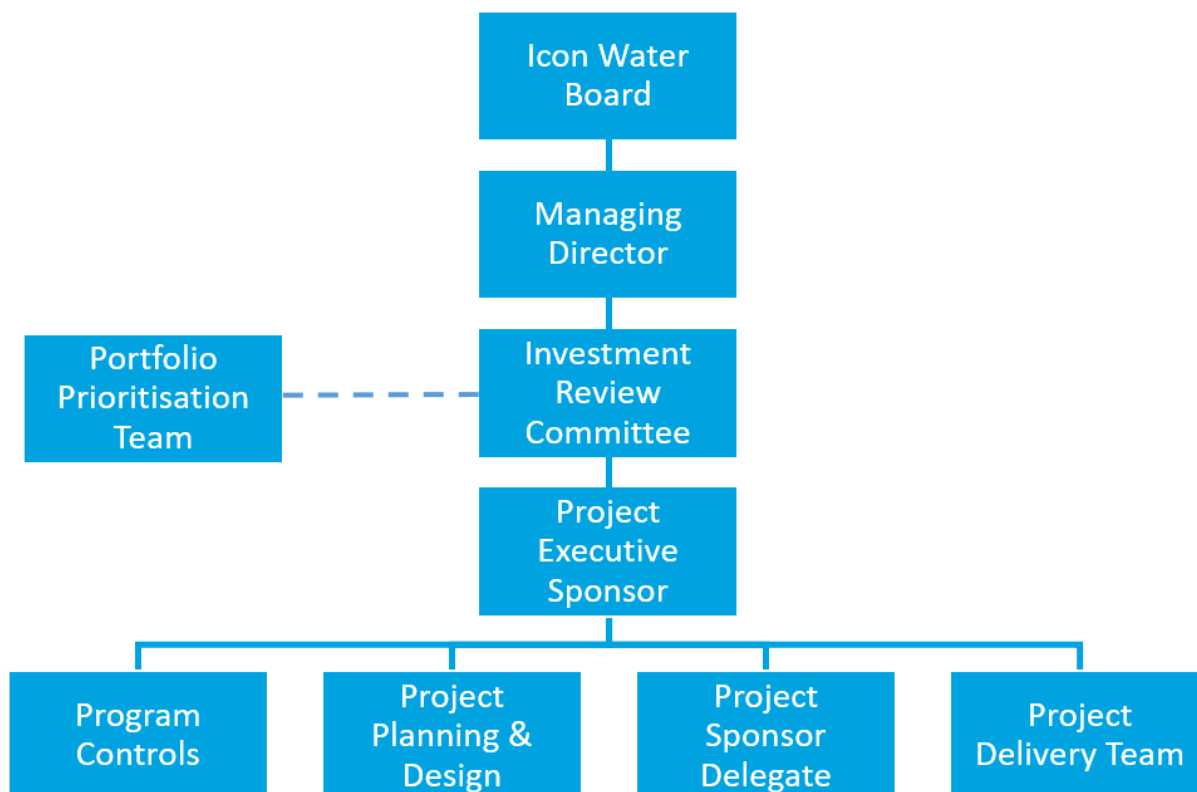 Icon Water
Board
Managing
Director
Portfolio
Prioritisation
Team
Investment
Review
Committee
Project
Executive
Sponsor
Program
Controls
Project
Planning &
Design
Project
Sponsor
Delegate
Project
Delivery Team